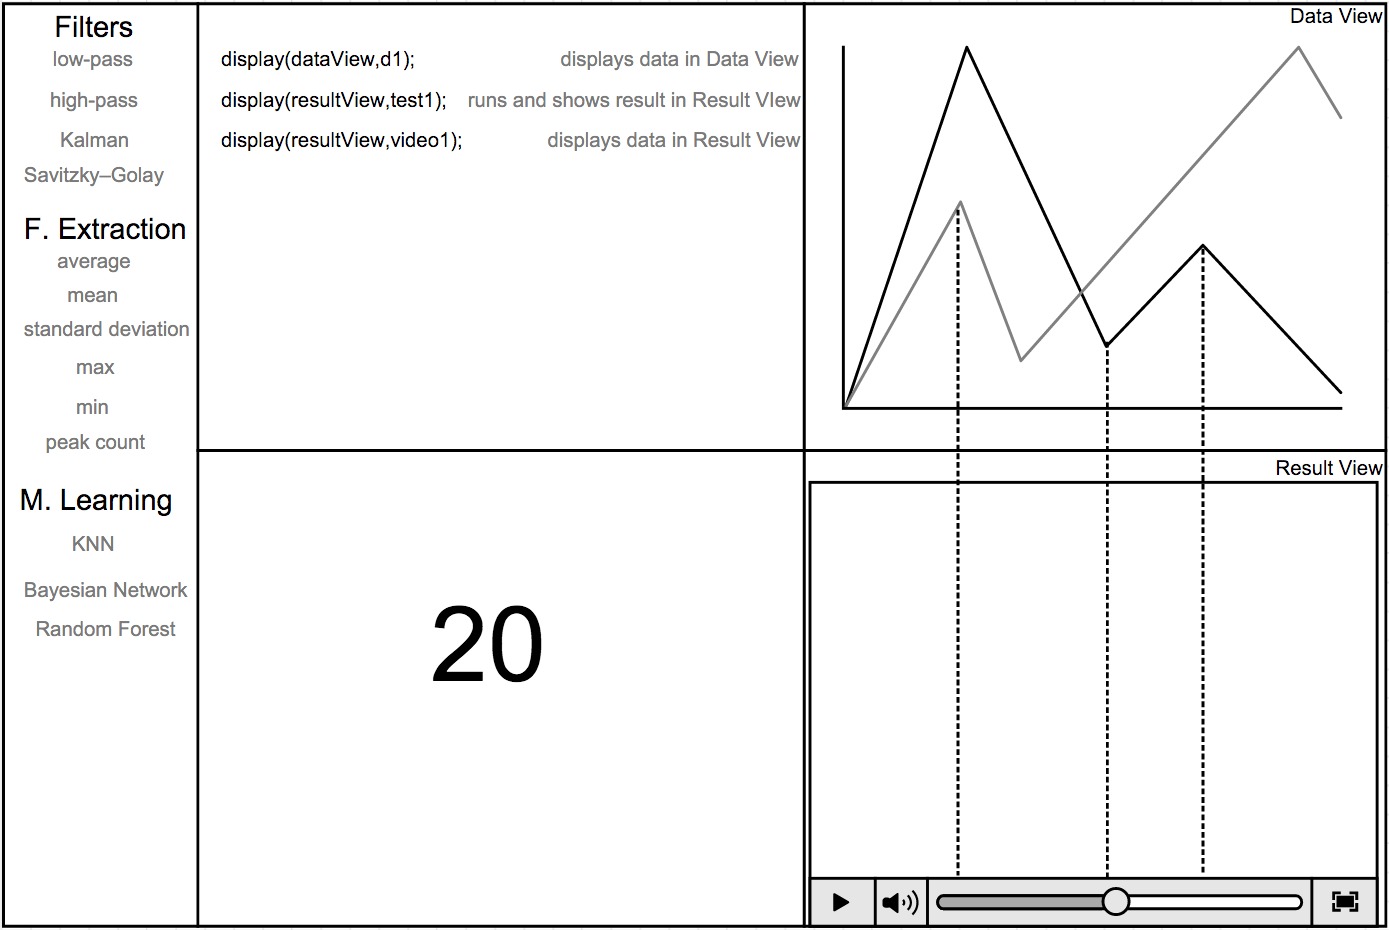 Filters
low-pass
high-pass
Kalman
Savitzky–Golay
F. Extraction
average
mean
standard deviation
max
min
peak count
M. Learning
KNN
Bayesian Network
Random Forest
display(dataView,d1); displays data in Data View
display(resultView,test1); runs and shows result in Result VIew
display(resultView,video1); displays data in Result View
20
Data View
Result View